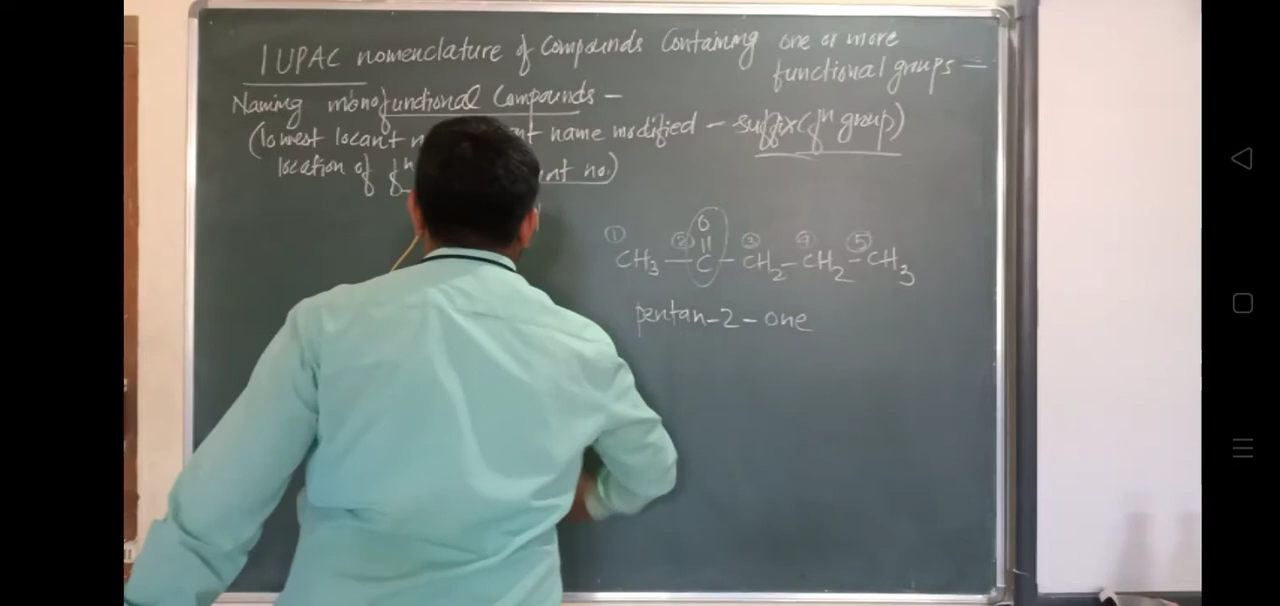 IUPAC nomenclature of Compounds Containing one or more
functional groups —
Naming monofunctional Compounds —
(lowest locant name modified – suffix (fⁿ group)
location of no.)
O
① ② || ③ ④ ⑤
CH₃ — C — CH₂ – CH₂ – CH₃
pentan-2-one